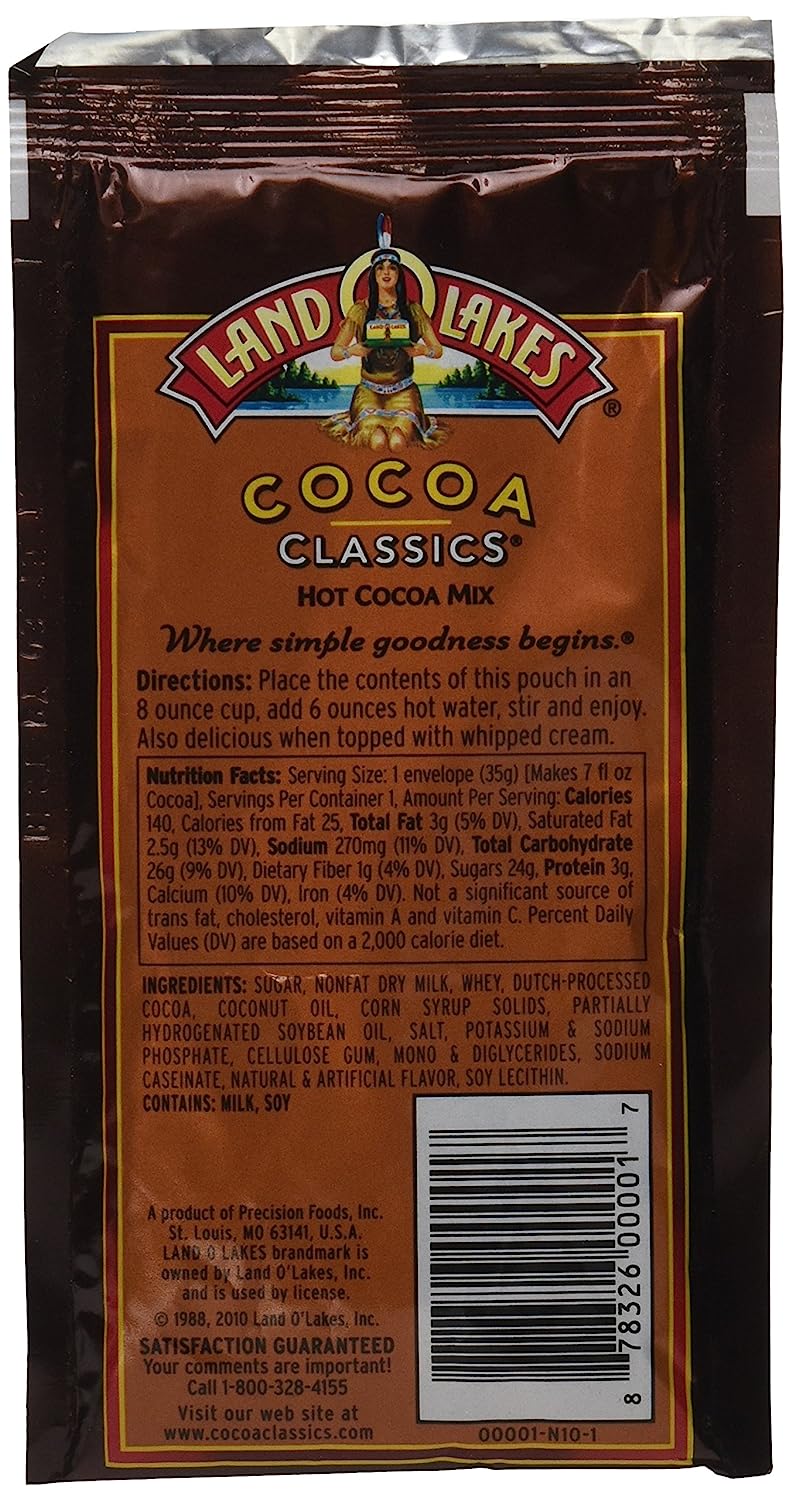 LAND O LAKES®
LAND O LAKES
COCOA
CLASSICS®
HOT COCOA MIX
Where simple goodness begins.®
Directions: Place the contents of this pouch in an
8 ounce cup, add 6 ounces hot water, stir and enjoy.
Also delicious when topped with whipped cream.
Nutrition Facts: Serving Size: 1 envelope (35g) [Makes 7 fl oz
Cocoa], Servings Per Container 1, Amount Per Serving: Calories
140, Calories from Fat 25, Total Fat 3g (5% DV), Saturated Fat
2.5g (13% DV), Sodium 270mg (11% DV), Total Carbohydrate
26g (9% DV), Dietary Fiber 1g (4% DV), Sugars 24g, Protein 3g,
Calcium (10% DV), Iron (4% DV). Not a significant source of
trans fat, cholesterol, vitamin A and vitamin C. Percent Daily
Values (DV) are based on a 2,000 calorie diet.
INGREDIENTS: SUGAR, NONFAT DRY MILK, WHEY, DUTCH-PROCESSED
COCOA, COCONUT OIL, CORN SYRUP SOLIDS, PARTIALLY
HYDROGENATED SOYBEAN OIL, SALT, POTASSIUM & SODIUM
PHOSPHATE, CELLULOSE GUM, MONO & DIGLYCERIDES, SODIUM
CASEINATE, NATURAL & ARTIFICIAL FLAVOR, SOY LECITHIN.
CONTAINS: MILK, SOY
A product of Precision Foods, Inc.
St. Louis, MO 63141, U.S.A.
LAND O LAKES brandmark is
owned by Land O'Lakes, Inc.
and is used by license.
© 1988, 2010 Land O'Lakes, Inc.
SATISFACTION GUARANTEED
Your comments are important!
Call 1-800-328-4155
Visit our web site at
www.cocoaclassics.com
8 78326 00001 7
00001-N10-1